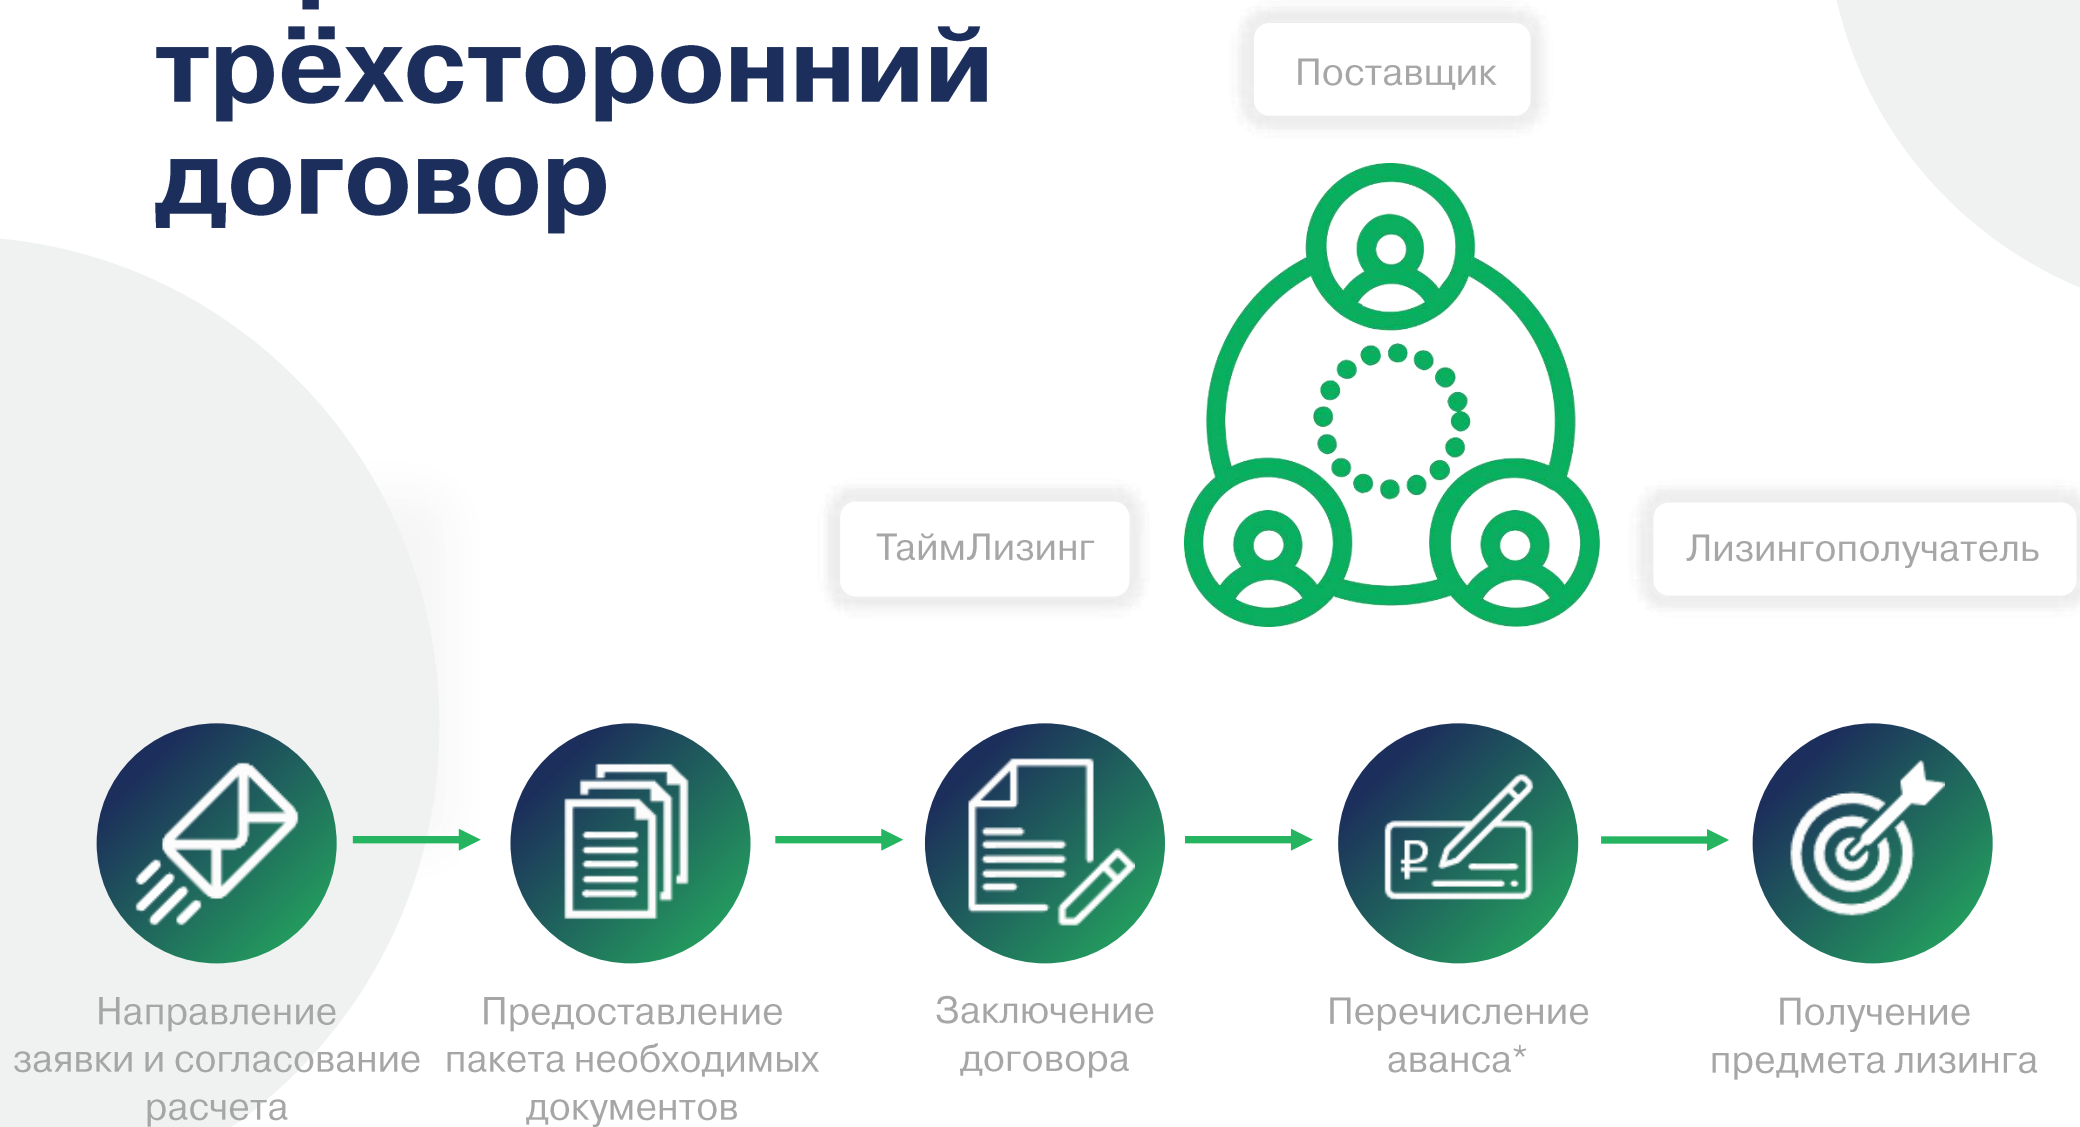 трёхсторонний
договор
Поставщик
ТаймЛизинг
Лизингополучатель
₽
Направление
заявки и согласование
расчета
Предоставление
пакета необходимых
документов
Заключение
договора
Перечисление
аванса*
Получение
предмета лизинга